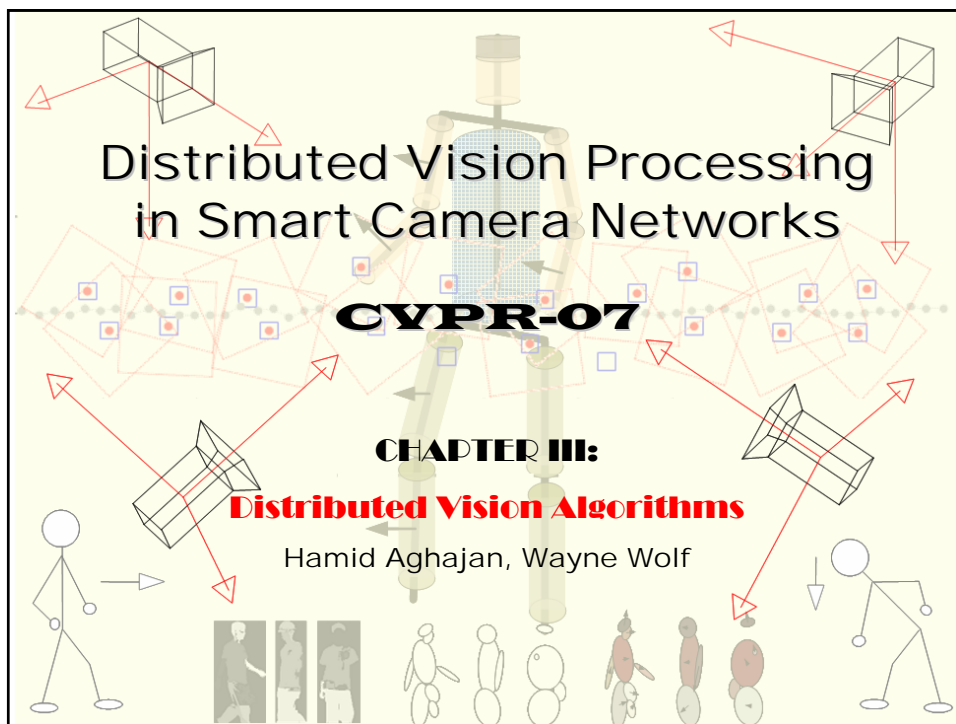 Distributed Vision Processing
in Smart Camera Networks
CVPR-07
CHAPTER III:
Distributed Vision Algorithms
Hamid Aghajan, Wayne Wolf